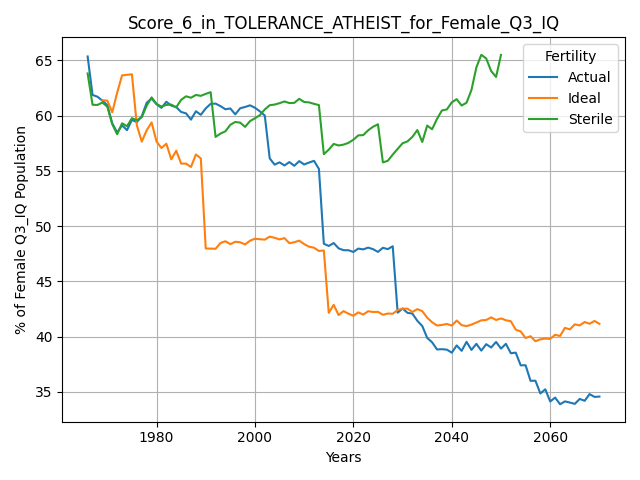 Score_6_in_TOLERANCE_ATHEIST_for_Female_Q3_IQ
% of Female Q3_IQ Population
65
60
55
50
45
40
35
Fertility
Actual
Ideal
Sterile
1980
2000
2020
2040
2060
Years